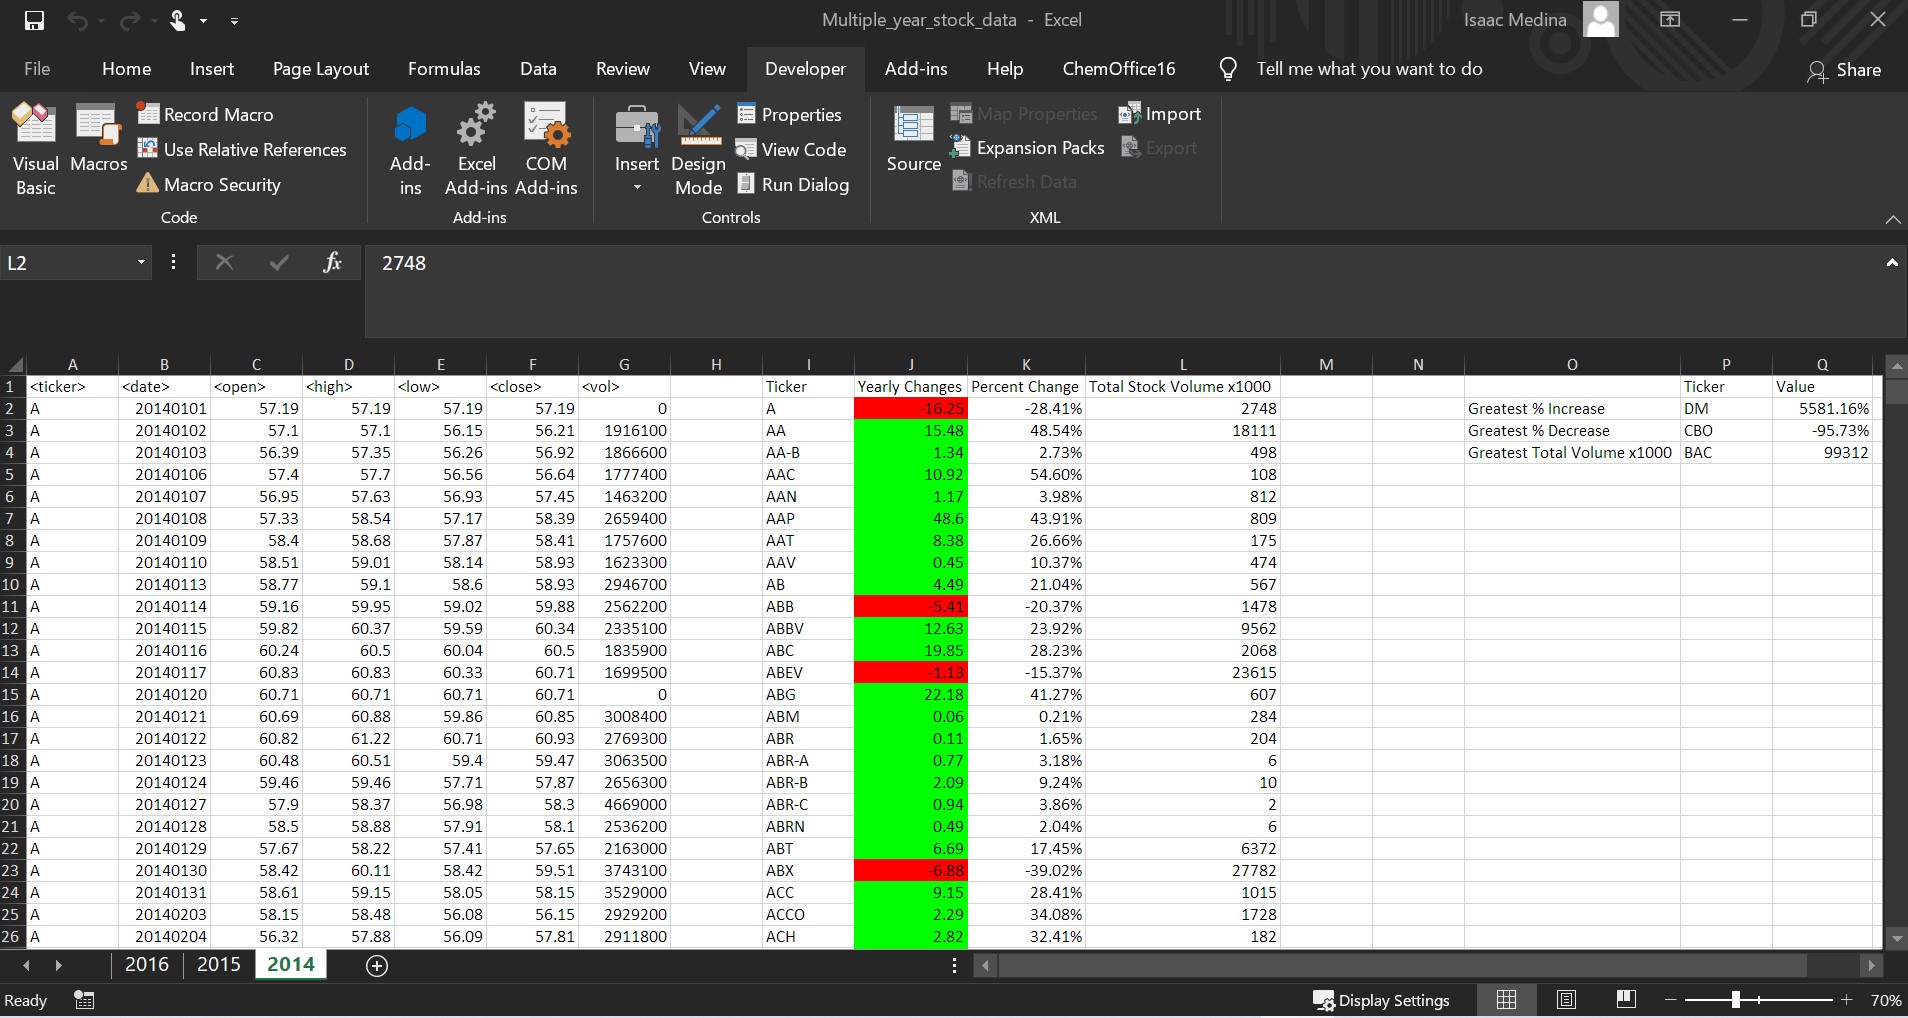 Multiple_year_stock_data - Excel
Isaac Medina
File Home Insert Page Layout Formulas Data Review View Developer Add-ins Help ChemOffice16 Tell me what you want to do Share
Visual Basic
Macros
Record Macro
Use Relative References
Macro Security
Code
Add-ins
Excel Add-ins
COM Add-ins
Add-ins
Insert
Design Mode
Properties
View Code
Run Dialog
Controls
Source
Map Properties
Expansion Packs
Refresh Data
Import
Export
XML
L2 fx 2748
A B C D E F G H I J K L M N O P Q
1 <ticker> <date> <open> <high> <low> <close> <vol> Ticker Yearly Changes Percent Change Total Stock Volume x1000 Ticker Value
2 A 20140101 57.19 57.19 57.19 57.19 0 A -16.25 -28.41% 2748 Greatest % Increase DM 5581.16%
3 A 20140102 57.1 57.1 56.15 56.21 1916100 AA 15.48 48.54% 18111 Greatest % Decrease CBO -95.73%
4 A 20140103 56.39 57.35 56.26 56.92 1866600 AA-B 1.34 2.73% 498 Greatest Total Volume x1000 BAC 99312
5 A 20140106 57.4 57.7 56.56 56.64 1777400 AAC 10.92 54.60% 108
6 A 20140107 56.95 57.63 56.93 57.45 1463200 AAN 1.17 3.98% 812
7 A 20140108 57.33 58.54 57.17 58.39 2659400 AAP 48.6 43.91% 809
8 A 20140109 58.4 58.68 57.87 58.41 1757600 AAT 8.38 26.66% 175
9 A 20140110 58.51 59.01 58.14 58.93 1623300 AAV 0.45 10.37% 474
10 A 20140113 58.77 59.1 58.6 58.93 2946700 AB 4.49 21.04% 567
11 A 20140114 59.16 59.95 59.02 59.88 2562200 ABB -5.41 -20.37% 1478
12 A 20140115 59.82 60.37 59.59 60.34 2335100 ABBV 12.63 23.92% 9562
13 A 20140116 60.24 60.5 60.04 60.5 1835900 ABC 19.85 28.23% 2068
14 A 20140117 60.83 60.83 60.33 60.71 1699500 ABEV -1.13 -15.37% 23615
15 A 20140120 60.71 60.71 60.71 60.71 0 ABG 22.18 41.27% 607
16 A 20140121 60.69 60.88 59.86 60.85 3008400 ABM 0.06 0.21% 284
17 A 20140122 60.82 61.22 60.71 60.93 2769300 ABR 0.11 1.65% 204
18 A 20140123 60.48 60.51 59.4 59.47 3063500 ABR-A 0.77 3.18% 6
19 A 20140124 59.46 59.46 57.71 57.87 2656300 ABR-B 2.09 9.24% 10
20 A 20140127 57.9 58.37 56.98 58.3 4669000 ABR-C 0.94 3.86% 2
21 A 20140128 58.5 58.88 57.91 58.1 2536200 ABRN 0.49 2.04% 6
22 A 20140129 57.67 58.22 57.41 57.65 2163000 ABT 6.69 17.45% 6372
23 A 20140130 58.42 60.11 58.42 59.51 3743100 ABX -6.88 -39.02% 27782
24 A 20140131 58.61 59.15 58.05 58.15 3529000 ACC 9.15 28.41% 1015
25 A 20140203 58.15 58.48 56.08 56.15 2929200 ACCO 2.29 34.08% 1728
26 A 20140204 56.32 57.88 56.09 57.81 2911800 ACH 2.82 32.41% 182
2016 2015 2014
Ready Display Settings 70%